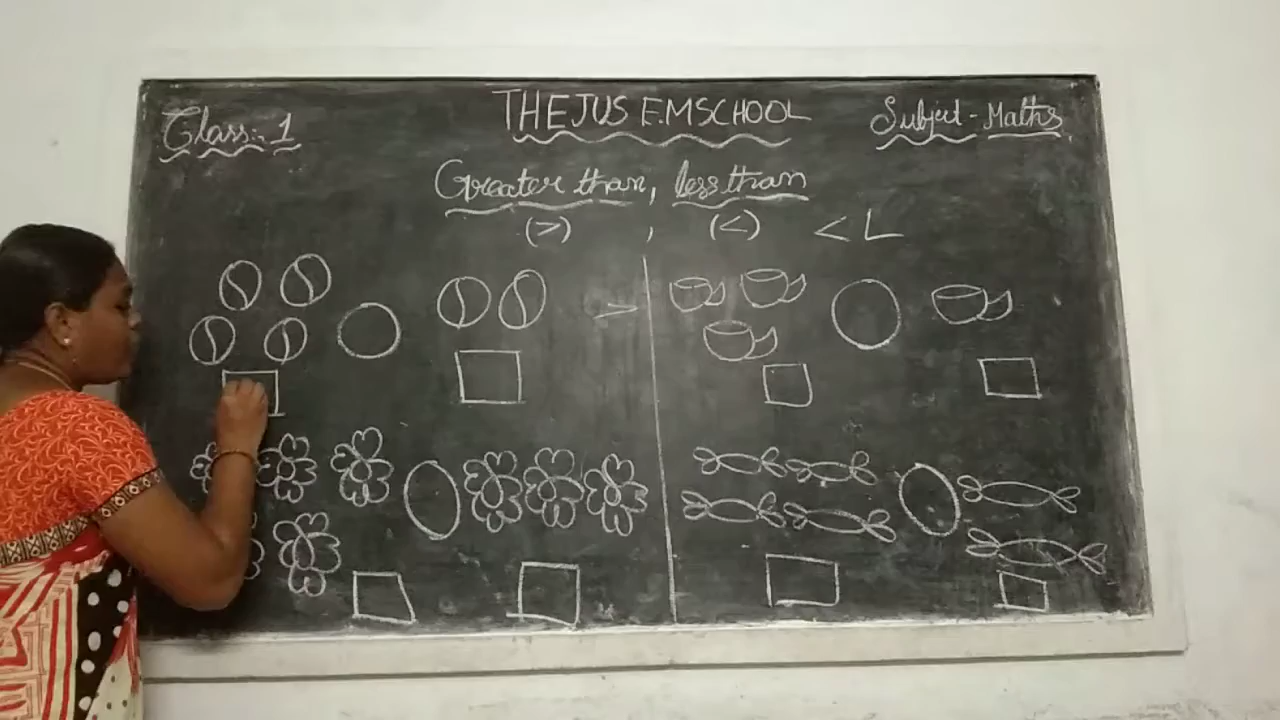 Class:- 1
THEJUS E.M SCHOOL
Subject - Maths
Greater than, less than
(>) , (<) < L
>